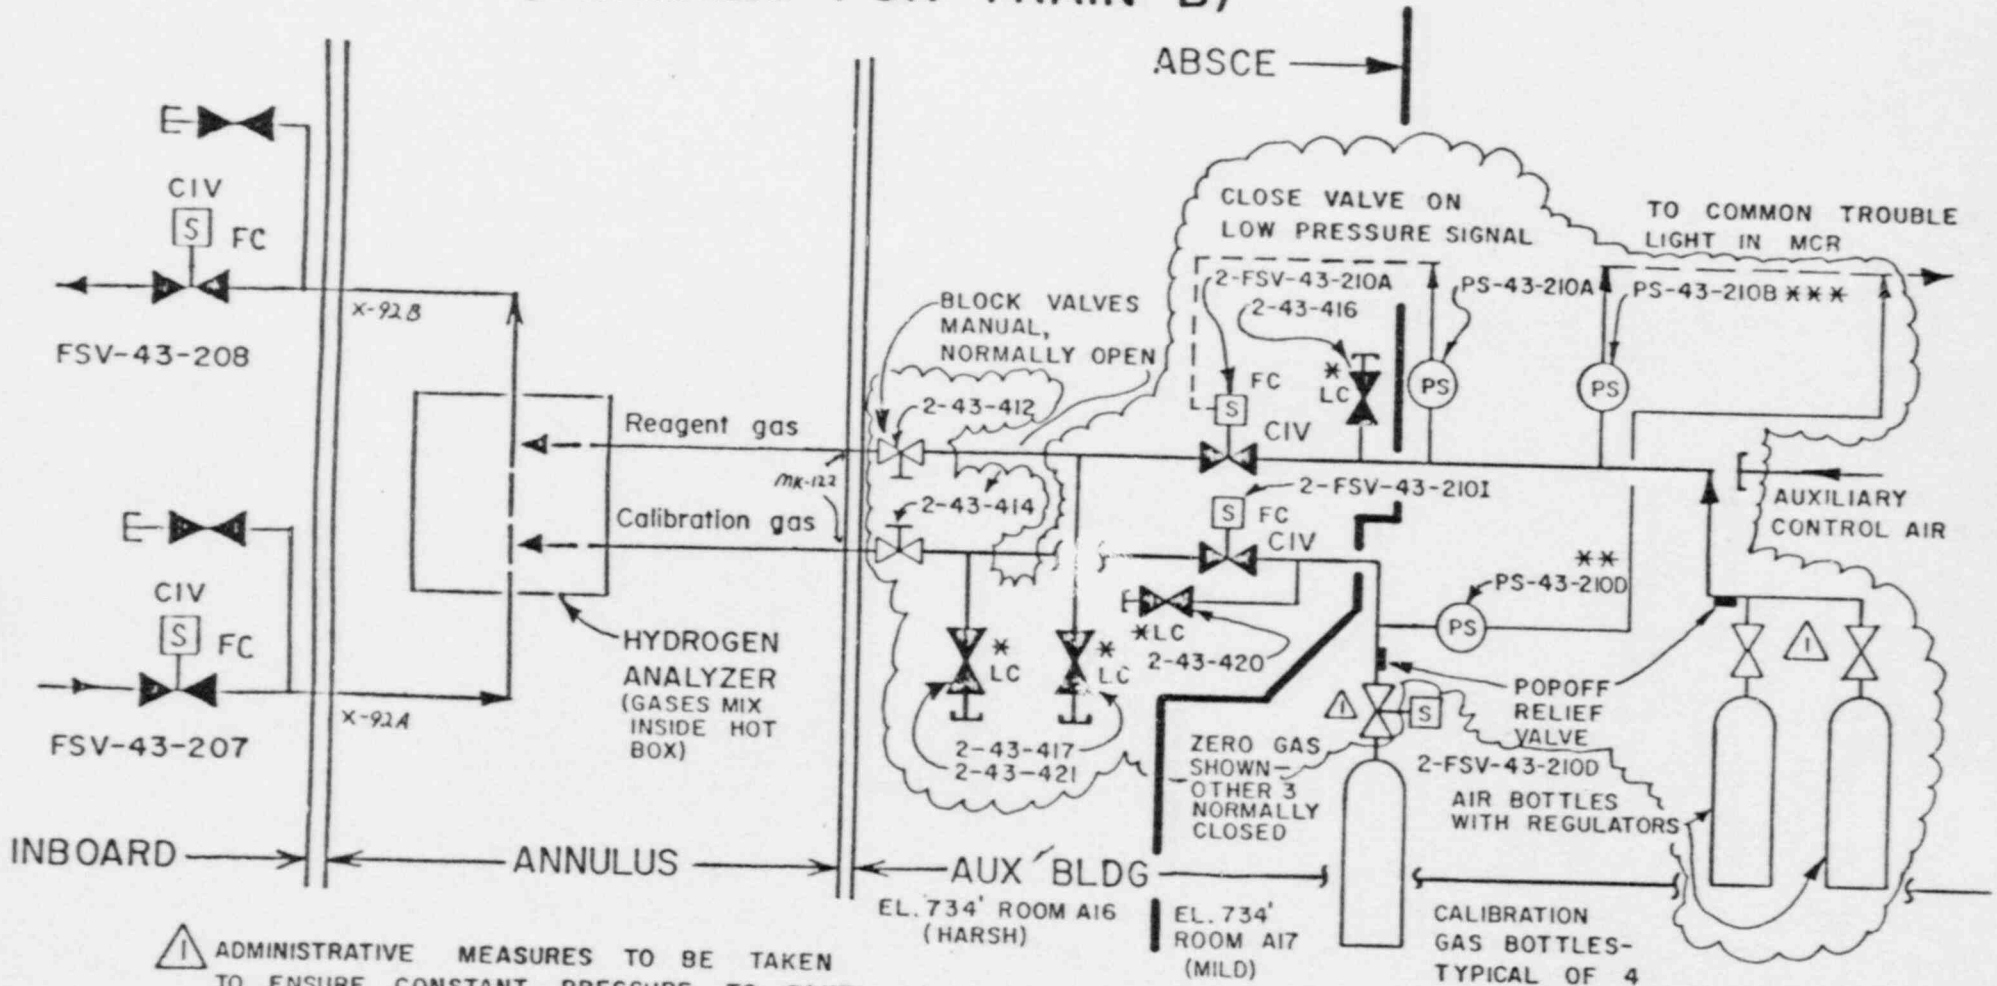 ABSCE
CIV
S
FC
X-92B
FSV-43-208
CLOSE VALVE ON
LOW PRESSURE SIGNAL
TO COMMON TROUBLE
LIGHT IN MCR
2-FSV-43-210A
2-43-416
PS-43-210A
PS-43-210B ***
BLOCK VALVES
MANUAL,
NORMALLY OPEN
*
LC
FC
S
CIV
PS
PS
2-43-412
Reagent gas
MK-122
2-43-414
Calibration gas
2-FSV-43-210I
S
FC
CIV
AUXILIARY
CONTROL AIR
**
PS-43-210D
PS
*LC
2-43-420
CIV
S
FC
X-92A
FSV-43-207
HYDROGEN
ANALYZER
(GASES MIX
INSIDE HOT
BOX)
*
LC
*
LC
2-43-417
2-43-421
1
1
S
POPOFF
RELIEF
VALVE
ZERO GAS
SHOWN-
OTHER 3
NORMALLY
CLOSED
2-FSV-43-210D
AIR BOTTLES
WITH REGULATORS
INBOARD
ANNULUS
AUX BLDG
EL. 734' ROOM A16
(HARSH)
EL. 734'
ROOM A17
(MILD)
CALIBRATION
GAS BOTTLES-
TYPICAL OF 4
1 ADMINISTRATIVE MEASURES TO BE TAKEN